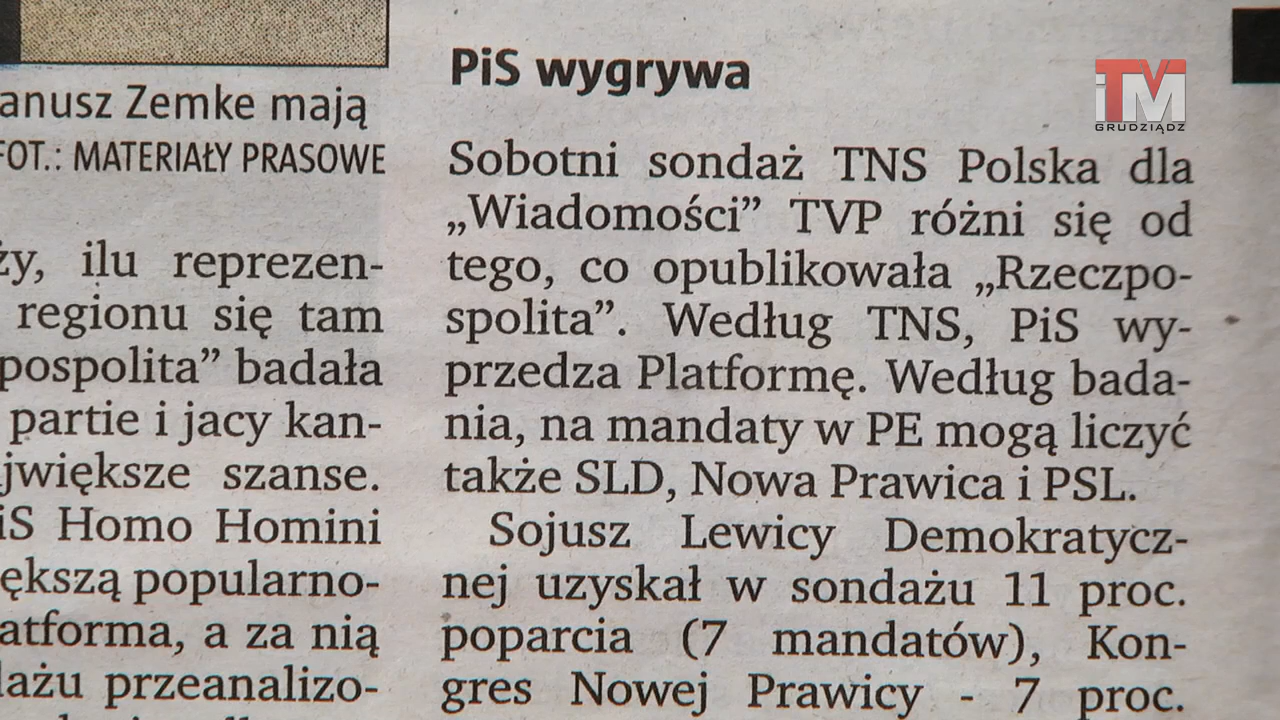 anusz Zemke mają
FOT.: MATERIAŁY PRASOWE
ży, ilu reprezen-
regionu się tam
pospolita” badała
partie i jacy kan-
jwiększe szanse.
iS Homo Homini
ększą popularno-
atforma, a za nią
dażu przeanalizo-
PiS wygrywa
Sobotni sondaż TNS Polska dla
„Wiadomości” TVP różni się od
tego, co opublikowała „Rzeczpo-
spolita”. Według TNS, PiS wy-
przedza Platformę. Według bada-
nia, na mandaty w PE mogą liczyć
także SLD, Nowa Prawica i PSL.
Sojusz Lewicy Demokratycz-
nej uzyskał w sondażu 11 proc.
poparcia (7 mandatów), Kon-
gres Nowej Prawicy - 7 proc.
iTVM
GRUDZIĄDZ